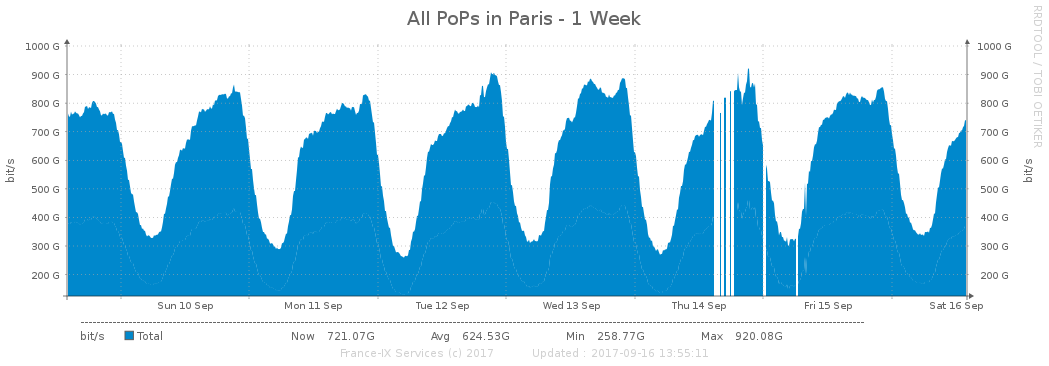 All PoPs in Paris - 1 Week
RRDTOOL / TOBI OETIKER
1000 G 1000 G
900 G 900 G
800 G 800 G
700 G 700 G
600 G 600 G
500 G 500 G
400 G 400 G
300 G 300 G
200 G 200 G
bit/s bit/s
Sun 10 Sep Mon 11 Sep Tue 12 Sep Wed 13 Sep Thu 14 Sep Fri 15 Sep Sat 16 Sep
bit/s Total Now 721.07G Avg 624.53G Min 258.77G Max 920.08G
France-IX Services (c) 2017 Updated : 2017-09-16 13:55:11